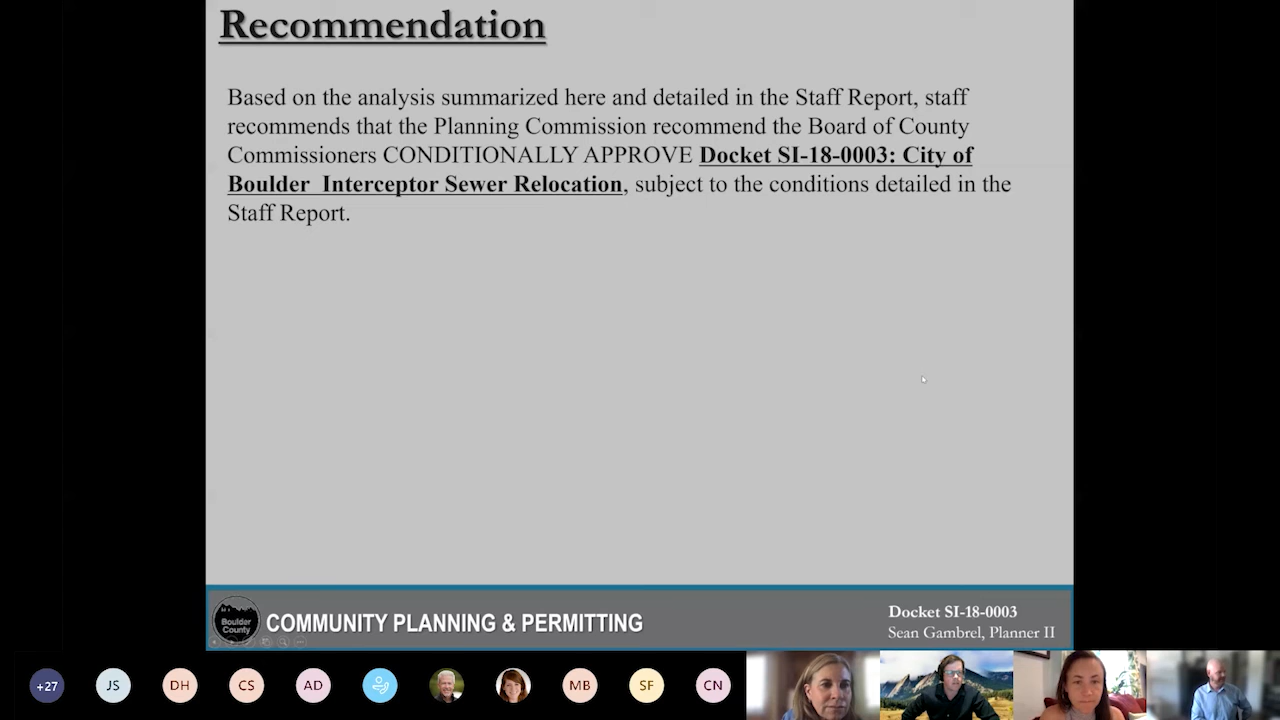 Recommendation
Based on the analysis summarized here and detailed in the Staff Report, staff
recommends that the Planning Commission recommend the Board of County
Commissioners CONDITIONALLY APPROVE Docket SI-18-0003: City of
Boulder Interceptor Sewer Relocation, subject to the conditions detailed in the
Staff Report.
Boulder
County
COMMUNITY PLANNING & PERMITTING
Docket SI-18-0003
Sean Gambrel, Planner II
+27 JS DH CS AD MB SF CN